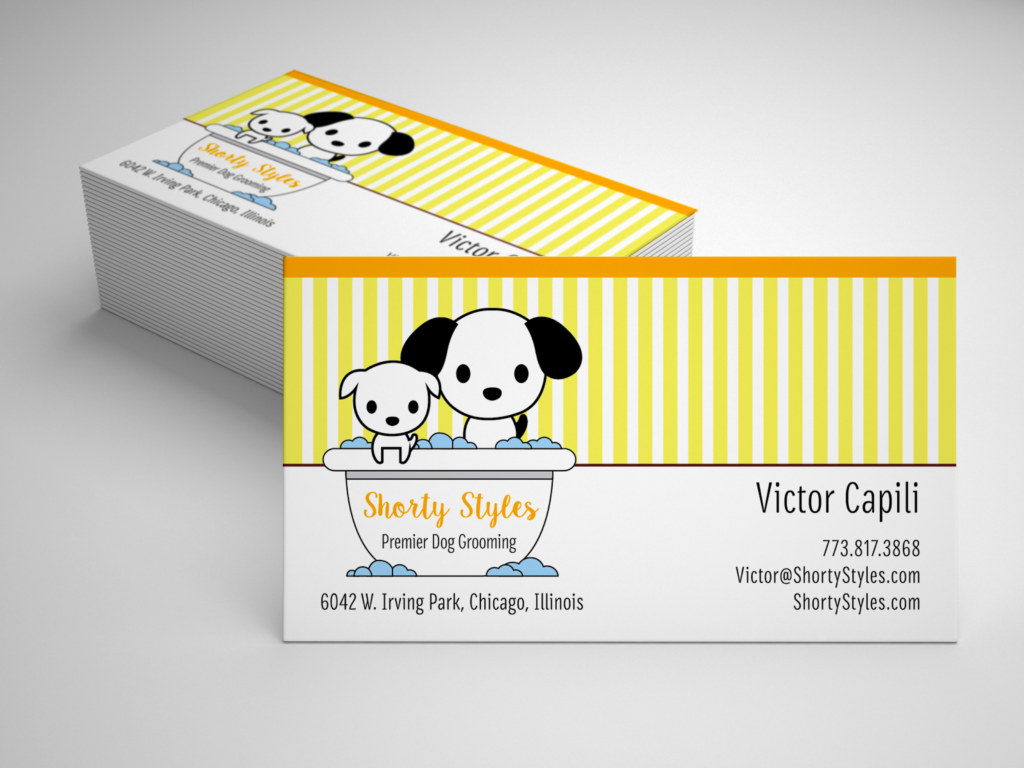 Shorty Styles
Premier Dog Grooming
6042 W. Irving Park, Chicago, Illinois
Victor
Shorty Styles
Premier Dog Grooming
6042 W. Irving Park, Chicago, Illinois
Victor Capili
773.817.3868
Victor@ShortyStyles.com
ShortyStyles.com